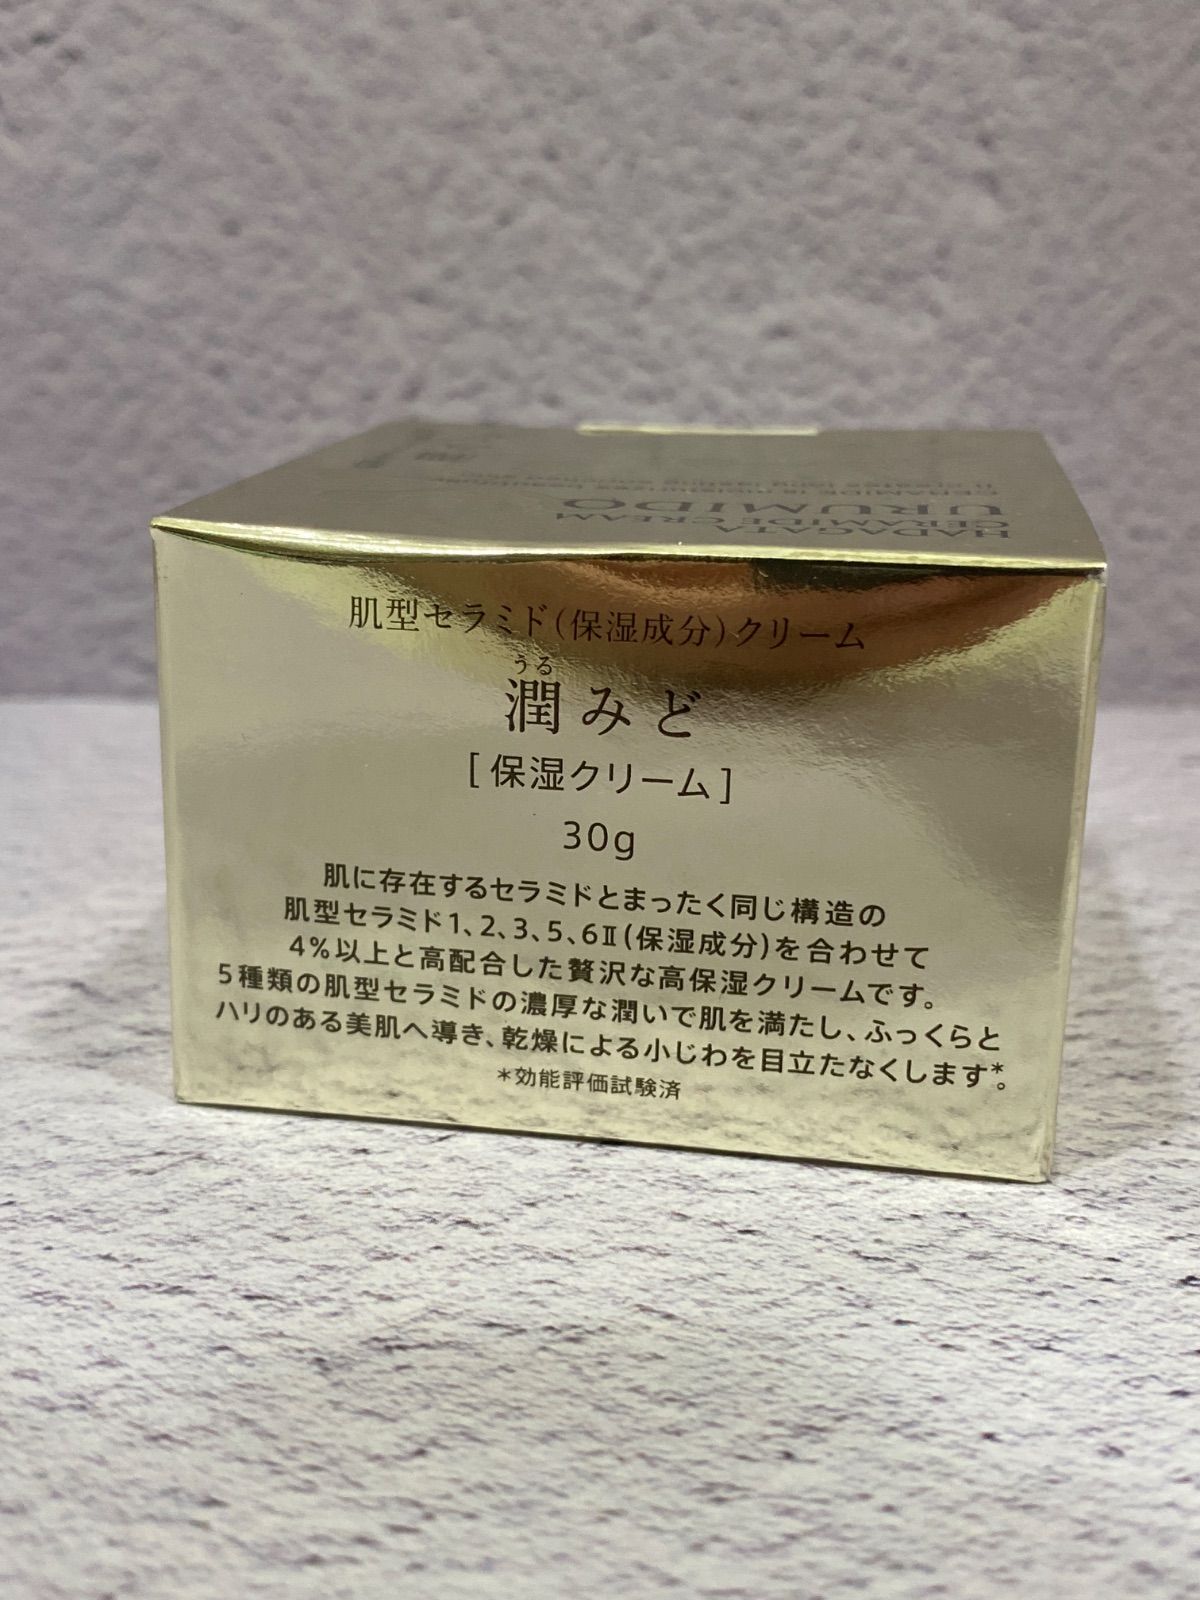 HADAGATA
CERAMIDE CREAM
URUMIDO
肌型セラミド(保湿成分)クリーム
うる
潤みど
[保湿クリーム]
30g
肌に存在するセラミドとまったく同じ構造の
肌型セラミド1、2、3、5、6Ⅱ(保湿成分)を合わせて
4%以上と高配合した贅沢な高保湿クリームです。
5種類の肌型セラミドの濃厚な潤いで肌を満たし、ふっくらと
ハリのある美肌へ導き、乾燥による小じわを目立たなくします*。
*効能評価試験済